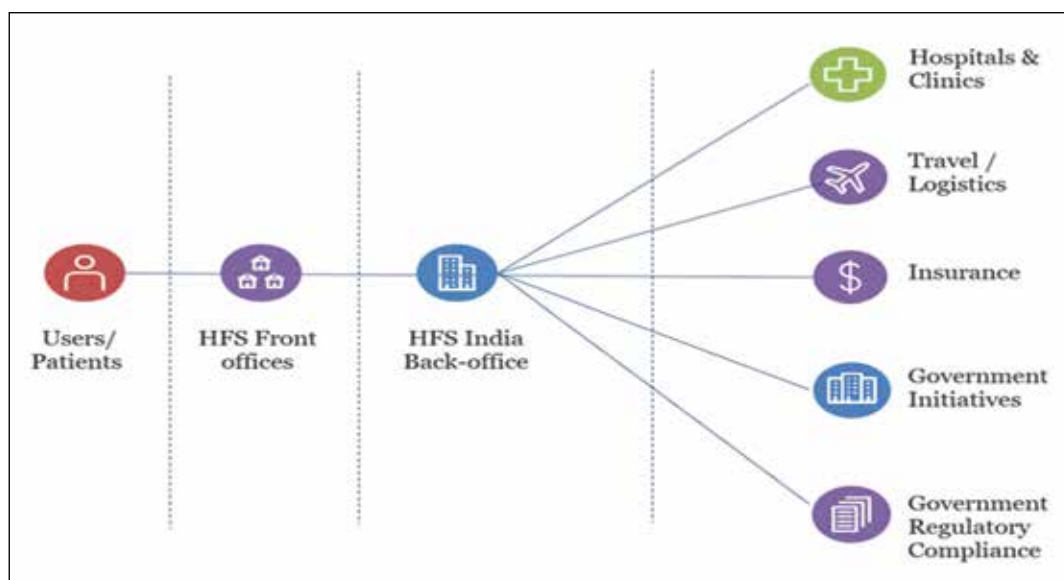 Hospitals &
Clinics
Travel /
Logistics
$
Insurance
Users/
Patients
HFS Front
offices
HFS India
Back-office
Government
Initiatives
Government
Regulatory
Compliance